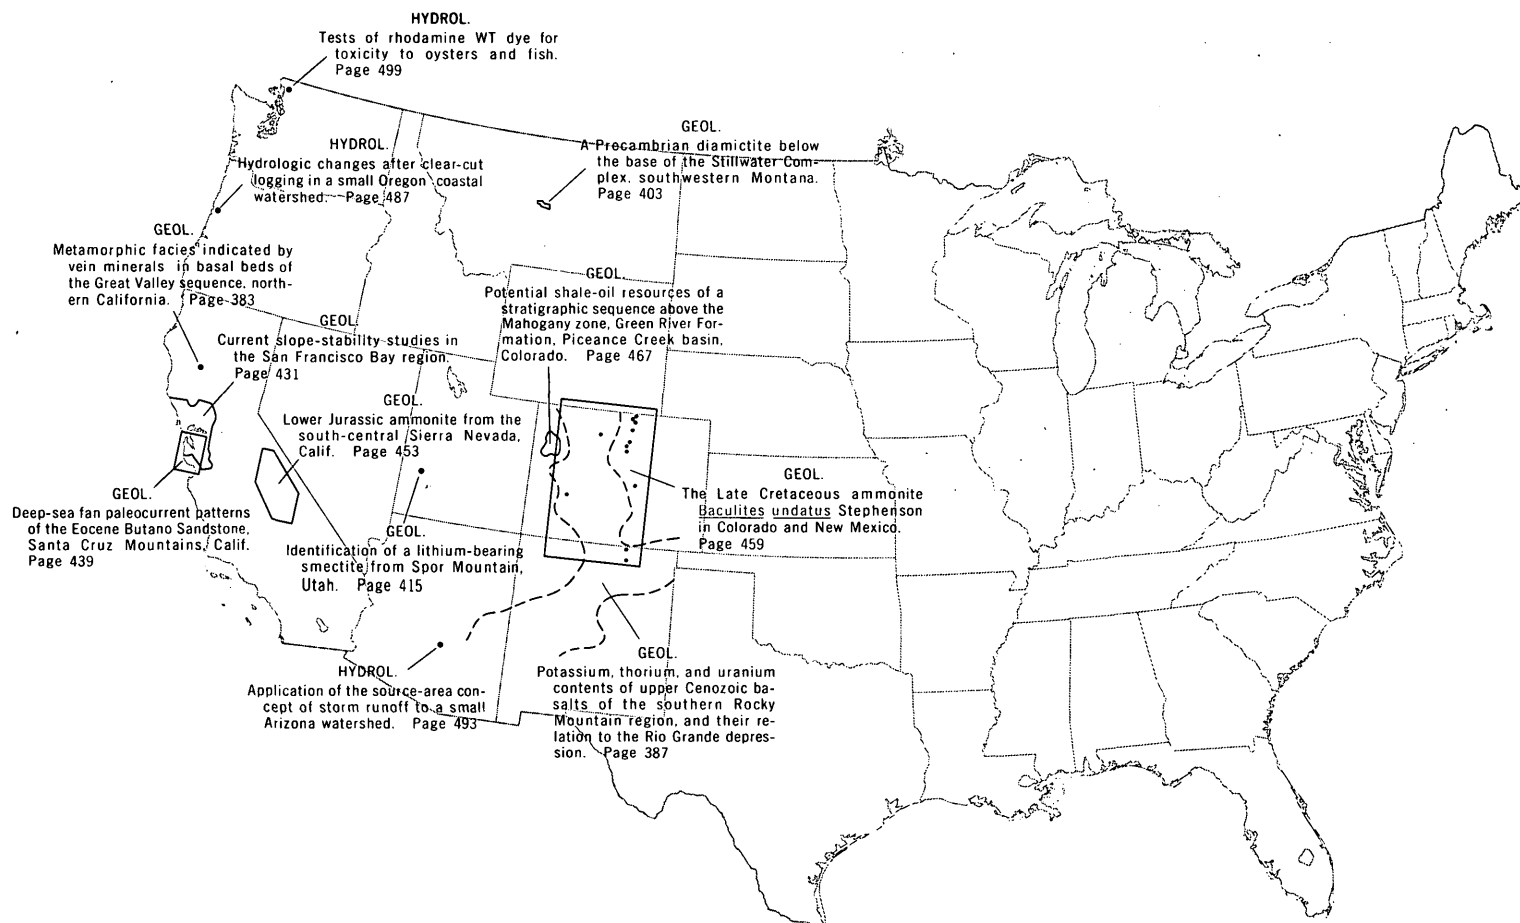 HYDROL.
Tests of rhodamine WT dye for
toxicity to oysters and fish.
Page 499
HYDROL.
Hydrologic changes after clear-cut
logging in a small Oregon coastal
watershed. Page 487
GEOL.
A Precambrian diamictite below
the base of the Stillwater Com-
plex, southwestern Montana.
Page 403
GEOL.
Metamorphic facies indicated by
vein minerals in basal beds of
the Great Valley sequence, north-
ern California. Page 383
GEOL.
Potential shale-oil resources of a
stratigraphic sequence above the
Mahogany zone, Green River For-
mation, Piceance Creek basin,
Colorado. Page 467
GEOL.
Current slope-stability studies in
the San Francisco Bay region.
Page 431
GEOL.
Lower Jurassic ammonite from the
south-central Sierra Nevada,
Calif. Page 453
GEOL.
The Late Cretaceous ammonite
Baculites undatus Stephenson
in Colorado and New Mexico.
Page 459
GEOL.
Deep-sea fan paleocurrent patterns
of the Eocene Butano Sandstone,
Santa Cruz Mountains, Calif.
Page 439
GEOL.
Identification of a lithium-bearing
smectite from Spor Mountain,
Utah. Page 415
HYDROL.
Application of the source-area con-
cept of storm runoff to a small
Arizona watershed. Page 493
GEOL.
Potassium, thorium, and uranium
contents of upper Cenozoic ba-
salts of the southern Rocky
Mountain region, and their re-
lation to the Rio Grande depres-
sion. Page 387